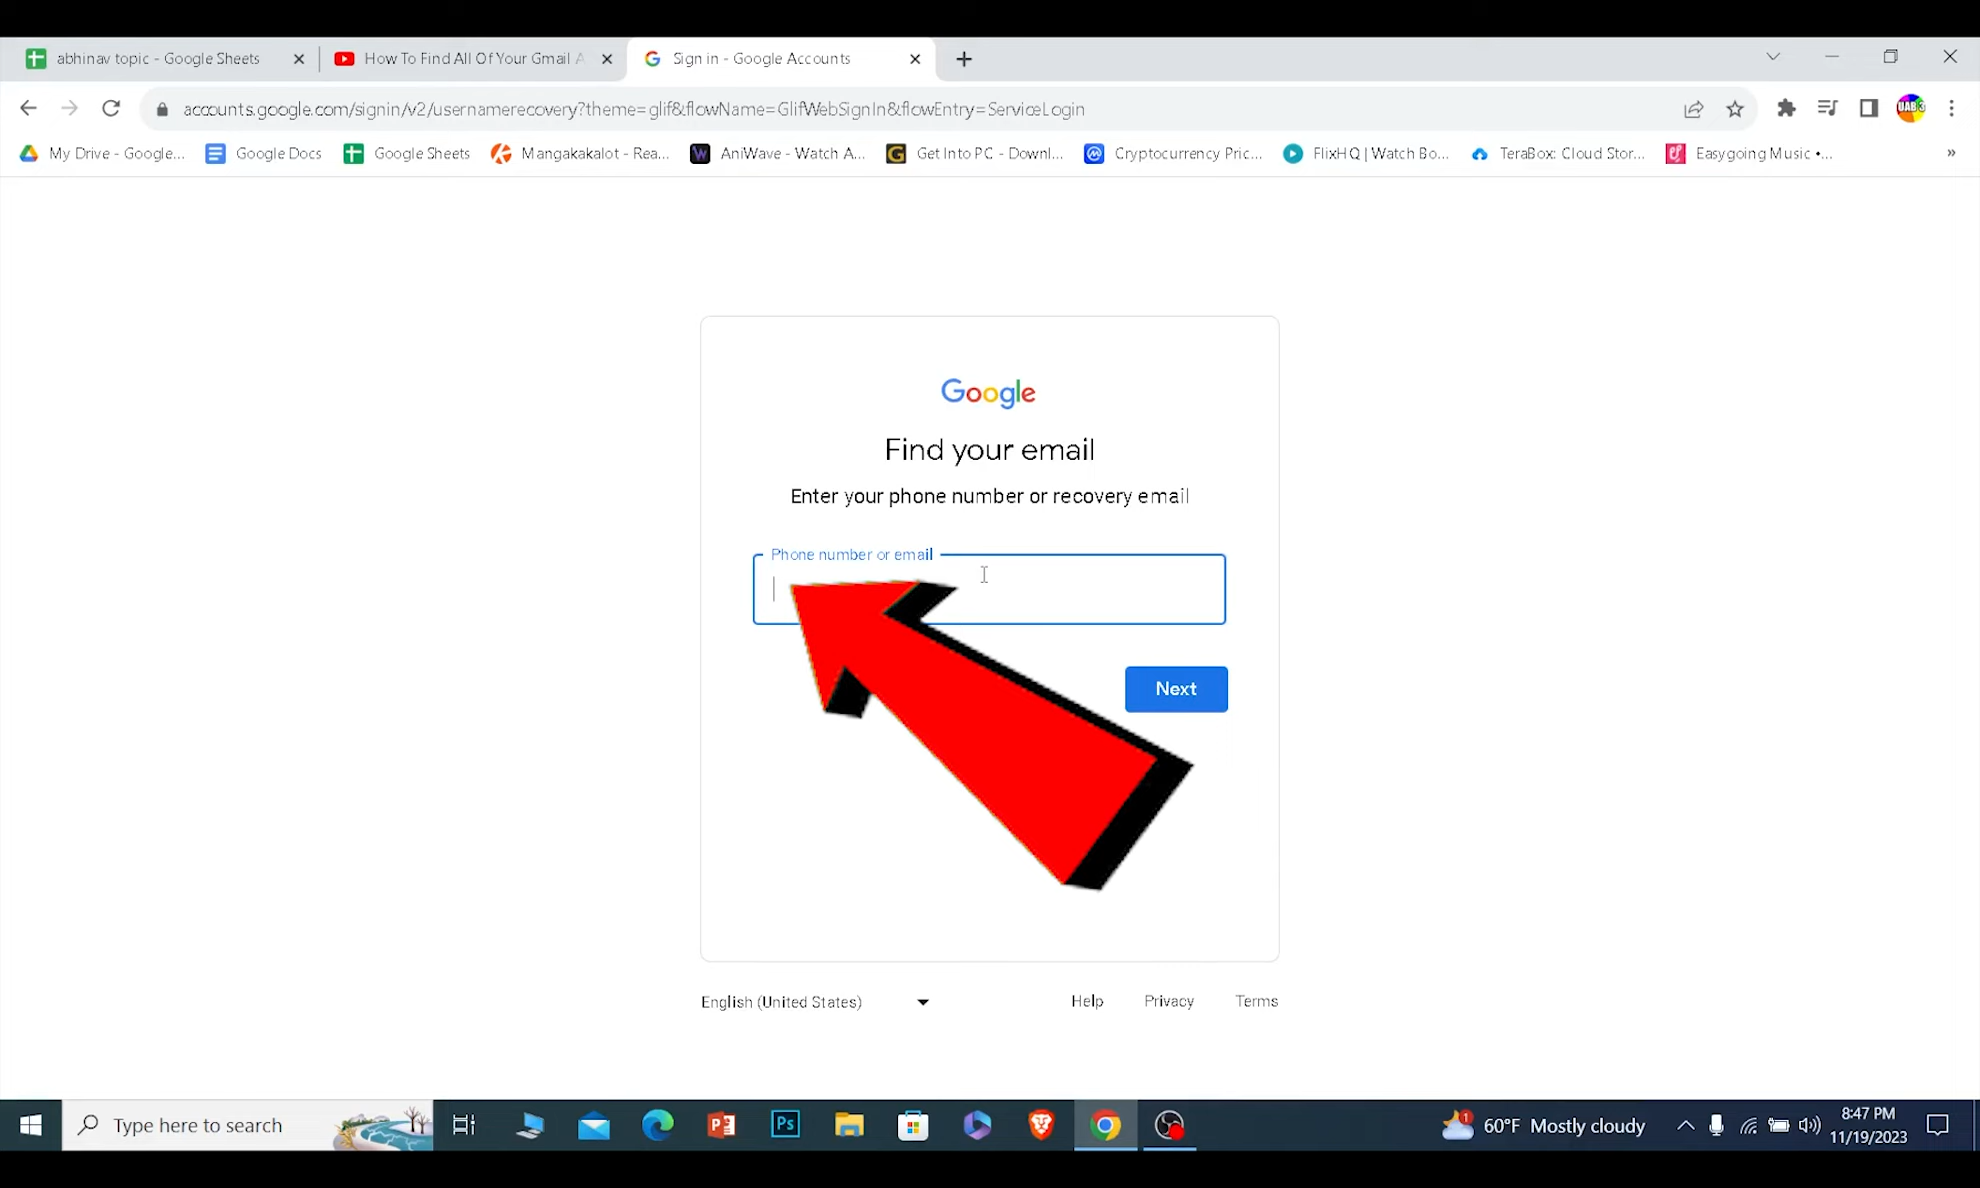 abhinav topic - Google Sheets
How To Find All Of Your Gmail A
Sign in - Google Accounts
accounts.google.com/signin/v2/usernamerecovery?theme=glif&flowName=GlifWebSignIn&flowEntry=ServiceLogin
UAB 3
My Drive - Google...
Google Docs
Google Sheets
Mangakakalot - Rea...
AniWave - Watch A...
Get Into PC - Downl...
Cryptocurrency Pric...
FlixHQ | Watch Bo...
TeraBox: Cloud Stor...
Easygoing Music •...
»
Google
Find your email
Enter your phone number or recovery email
Phone number or email
Next
English (United States)
Help
Privacy
Terms
Type here to search
Ps
1
60°F Mostly cloudy
8:47 PM
11/19/2023